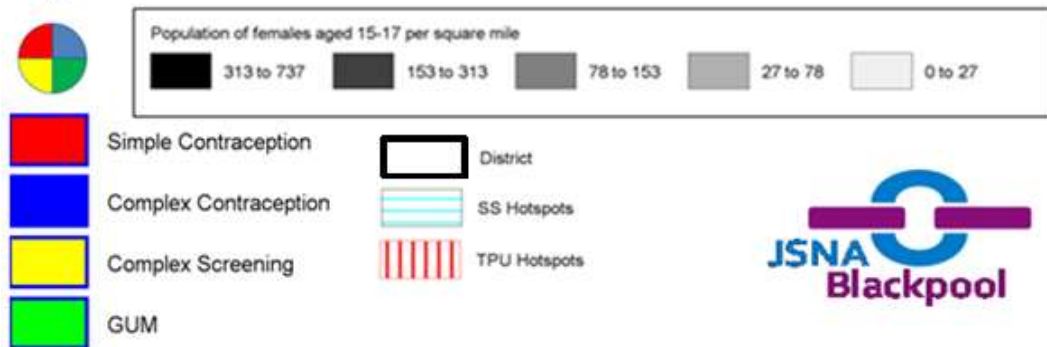 Population of females aged 15-17 per square mile
313 to 737 153 to 313 78 to 153 27 to 78 0 to 27
Simple Contraception
District
Complex Contraception
SS Hotspots
Complex Screening
TPU Hotspots
GUM
JSNA
Blackpool